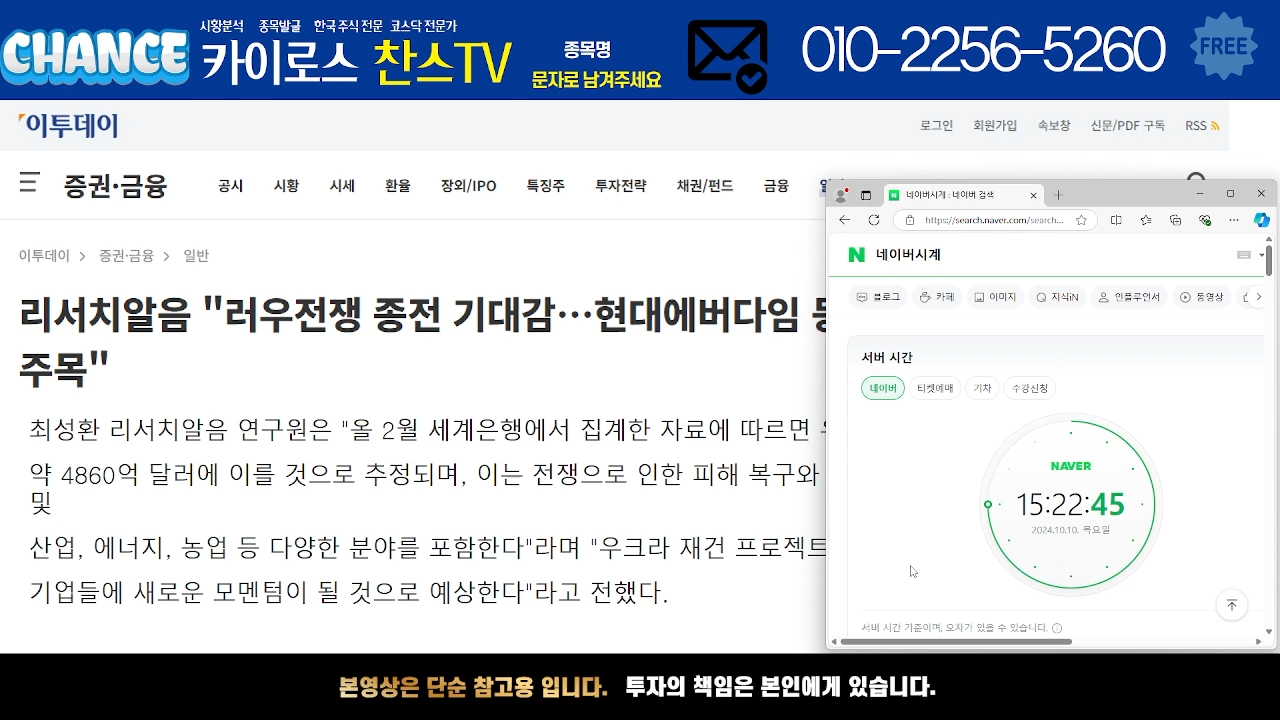 CHANCE
시황분석 종목발굴 한국 주식 전문 코스닥 전문가
카이로스 찬스TV
종목명
문자로 남겨주세요
010-2256-5260
FREE
이투데이
로그인 회원가입 속보창 신문/PDF 구독 RSS
증권·금융
공시 시황 시세 환율 장외/IPO 특징주 투자전략 채권/펀드 금융
이투데이 > 증권·금융 > 일반
리서치알음 "러우전쟁 종전 기대감…현대에버다임
주목"
최성환 리서치알음 연구원은 "올 2월 세계은행에서 집계한 자료에 따르면
약 4860억 달러에 이를 것으로 추정되며, 이는 전쟁으로 인한 피해 복구와
및
산업, 에너지, 농업 등 다양한 분야를 포함한다"라며 "우크라 재건 프로젝트
기업들에 새로운 모멘텀이 될 것으로 예상한다"라고 전했다.
네이버시계 : 네이버 검색
https://search.naver.com/search...
N 네이버시계
블로그 카페 이미지 지식iN 인플루언서 동영상
서버 시간
네이버 티켓예매 기차 수강신청
NAVER
15:22:45
2024.10.10. 목요일
서버 시간 기준이며, 오차가 있을 수 있습니다.
본영상은 단순 참고용 입니다. 투자의 책임은 본인에게 있습니다.